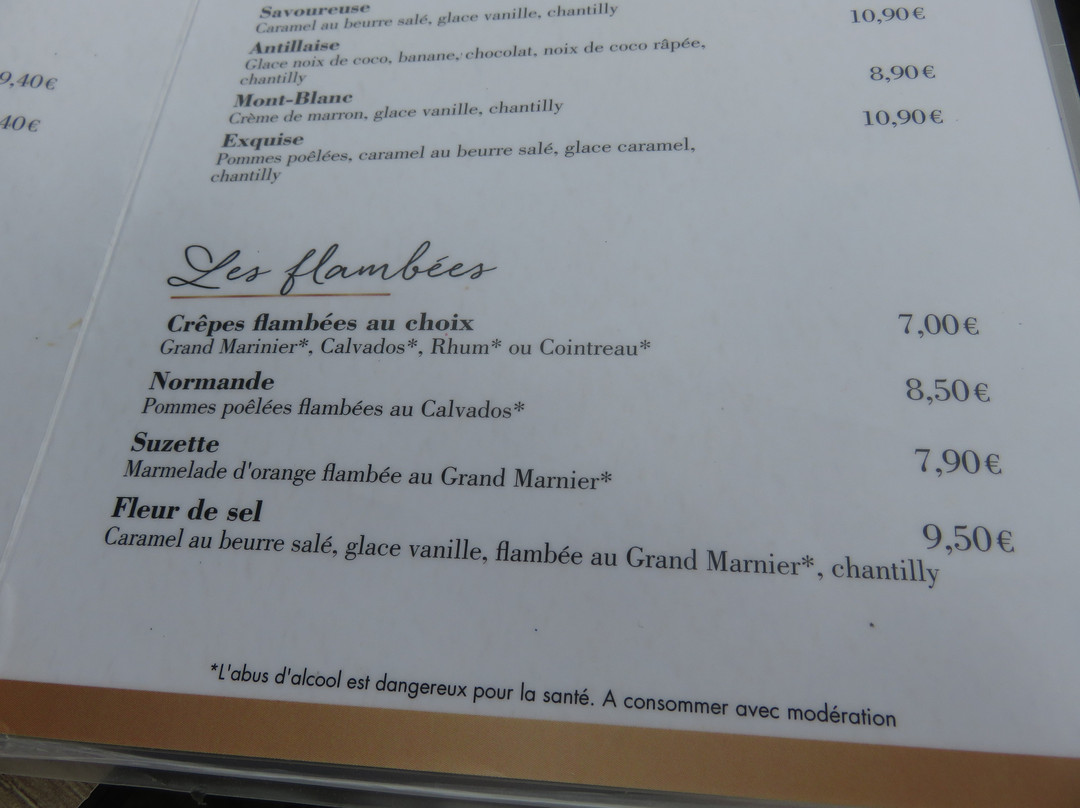 Savoureuse
Caramel au beurre salé, glace vanille, chantilly
10,90€
Antillaise
Glace noix de coco, banane, chocolat, noix de coco râpée,
chantilly
8,90€
Mont-Blanc
Crème de marron, glace vanille, chantilly
10,90€
Exquise
Pommes poêlées, caramel au beurre salé, glace caramel,
chantilly
9,40€
40€
Les flambées
Crêpes flambées au choix
7,00€
Grand Marinier*, Calvados*, Rhum* ou Cointreau*
Normande
8,50€
Pommes poêlées flambées au Calvados*
Suzette
7,90€
Marmelade d'orange flambée au Grand Marnier*
Fleur de sel
9,50€
Caramel au beurre salé, glace vanille, flambée au Grand Marnier*, chantilly
*L'abus d'alcool est dangereux pour la santé. A consommer avec modération